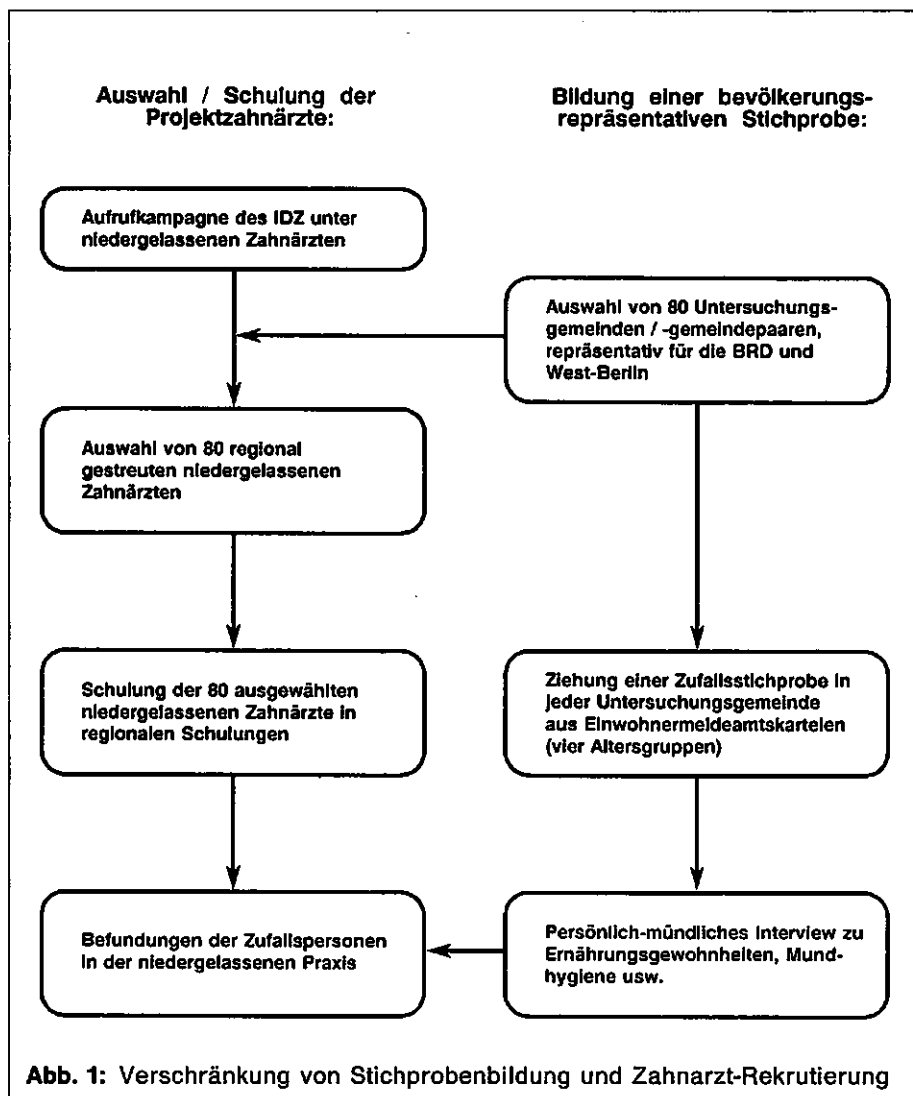 Auswahl / Schulung der
Projektzahnärzte:
Bildung einer bevölkerungs-
repräsentativen Stichprobe:
Aufrufkampagne des IDZ unter
niedergelassenen Zahnärzten
Auswahl von 80 Untersuchungs-
gemeinden / -gemeindepaaren,
repräsentativ für die BRD und
West-Berlin
Auswahl von 80 regional
gestreuten niedergelassenen
Zahnärzten
Schulung der 80 ausgewählten
niedergelassenen Zahnärzte in
regionalen Schulungen
Ziehung einer Zufallsstichprobe in
jeder Untersuchungsgemeinde
aus Einwohnermeldeamtskarteien
(vier Altersgruppen)
Befundungen der Zufallspersonen
in der niedergelassenen Praxis
Persönlich-mündliches Interview zu
Ernährungsgewohnheiten, Mund-
hygiene usw.
Abb. 1: Verschränkung von Stichprobenbildung und Zahnarzt-Rekrutierung